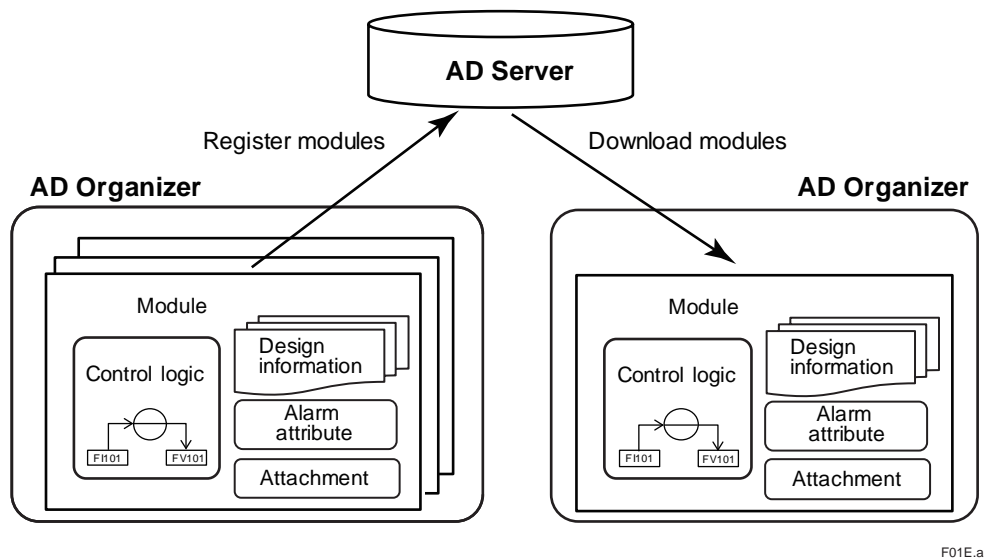 AD Server
Register modules
Download modules
AD Organizer
AD Organizer
Module
Control logic
FI101
FV101
Design
information
Alarm
attribute
Attachment
Module
Control logic
FI101
FV101
Design
information
Alarm
attribute
Attachment
F01E.a